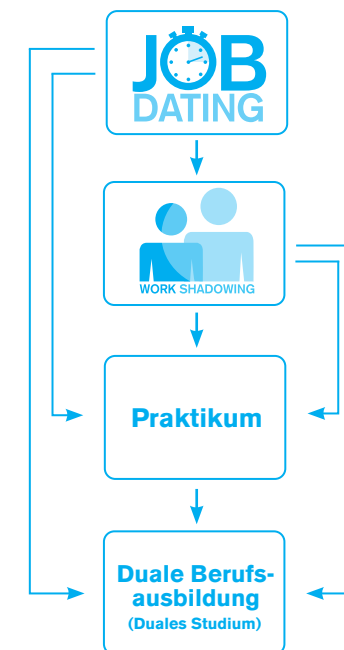 JOB
DATING
WORK SHADOWING
Praktikum
Duale Berufs-
ausbildung
(Duales Studium)